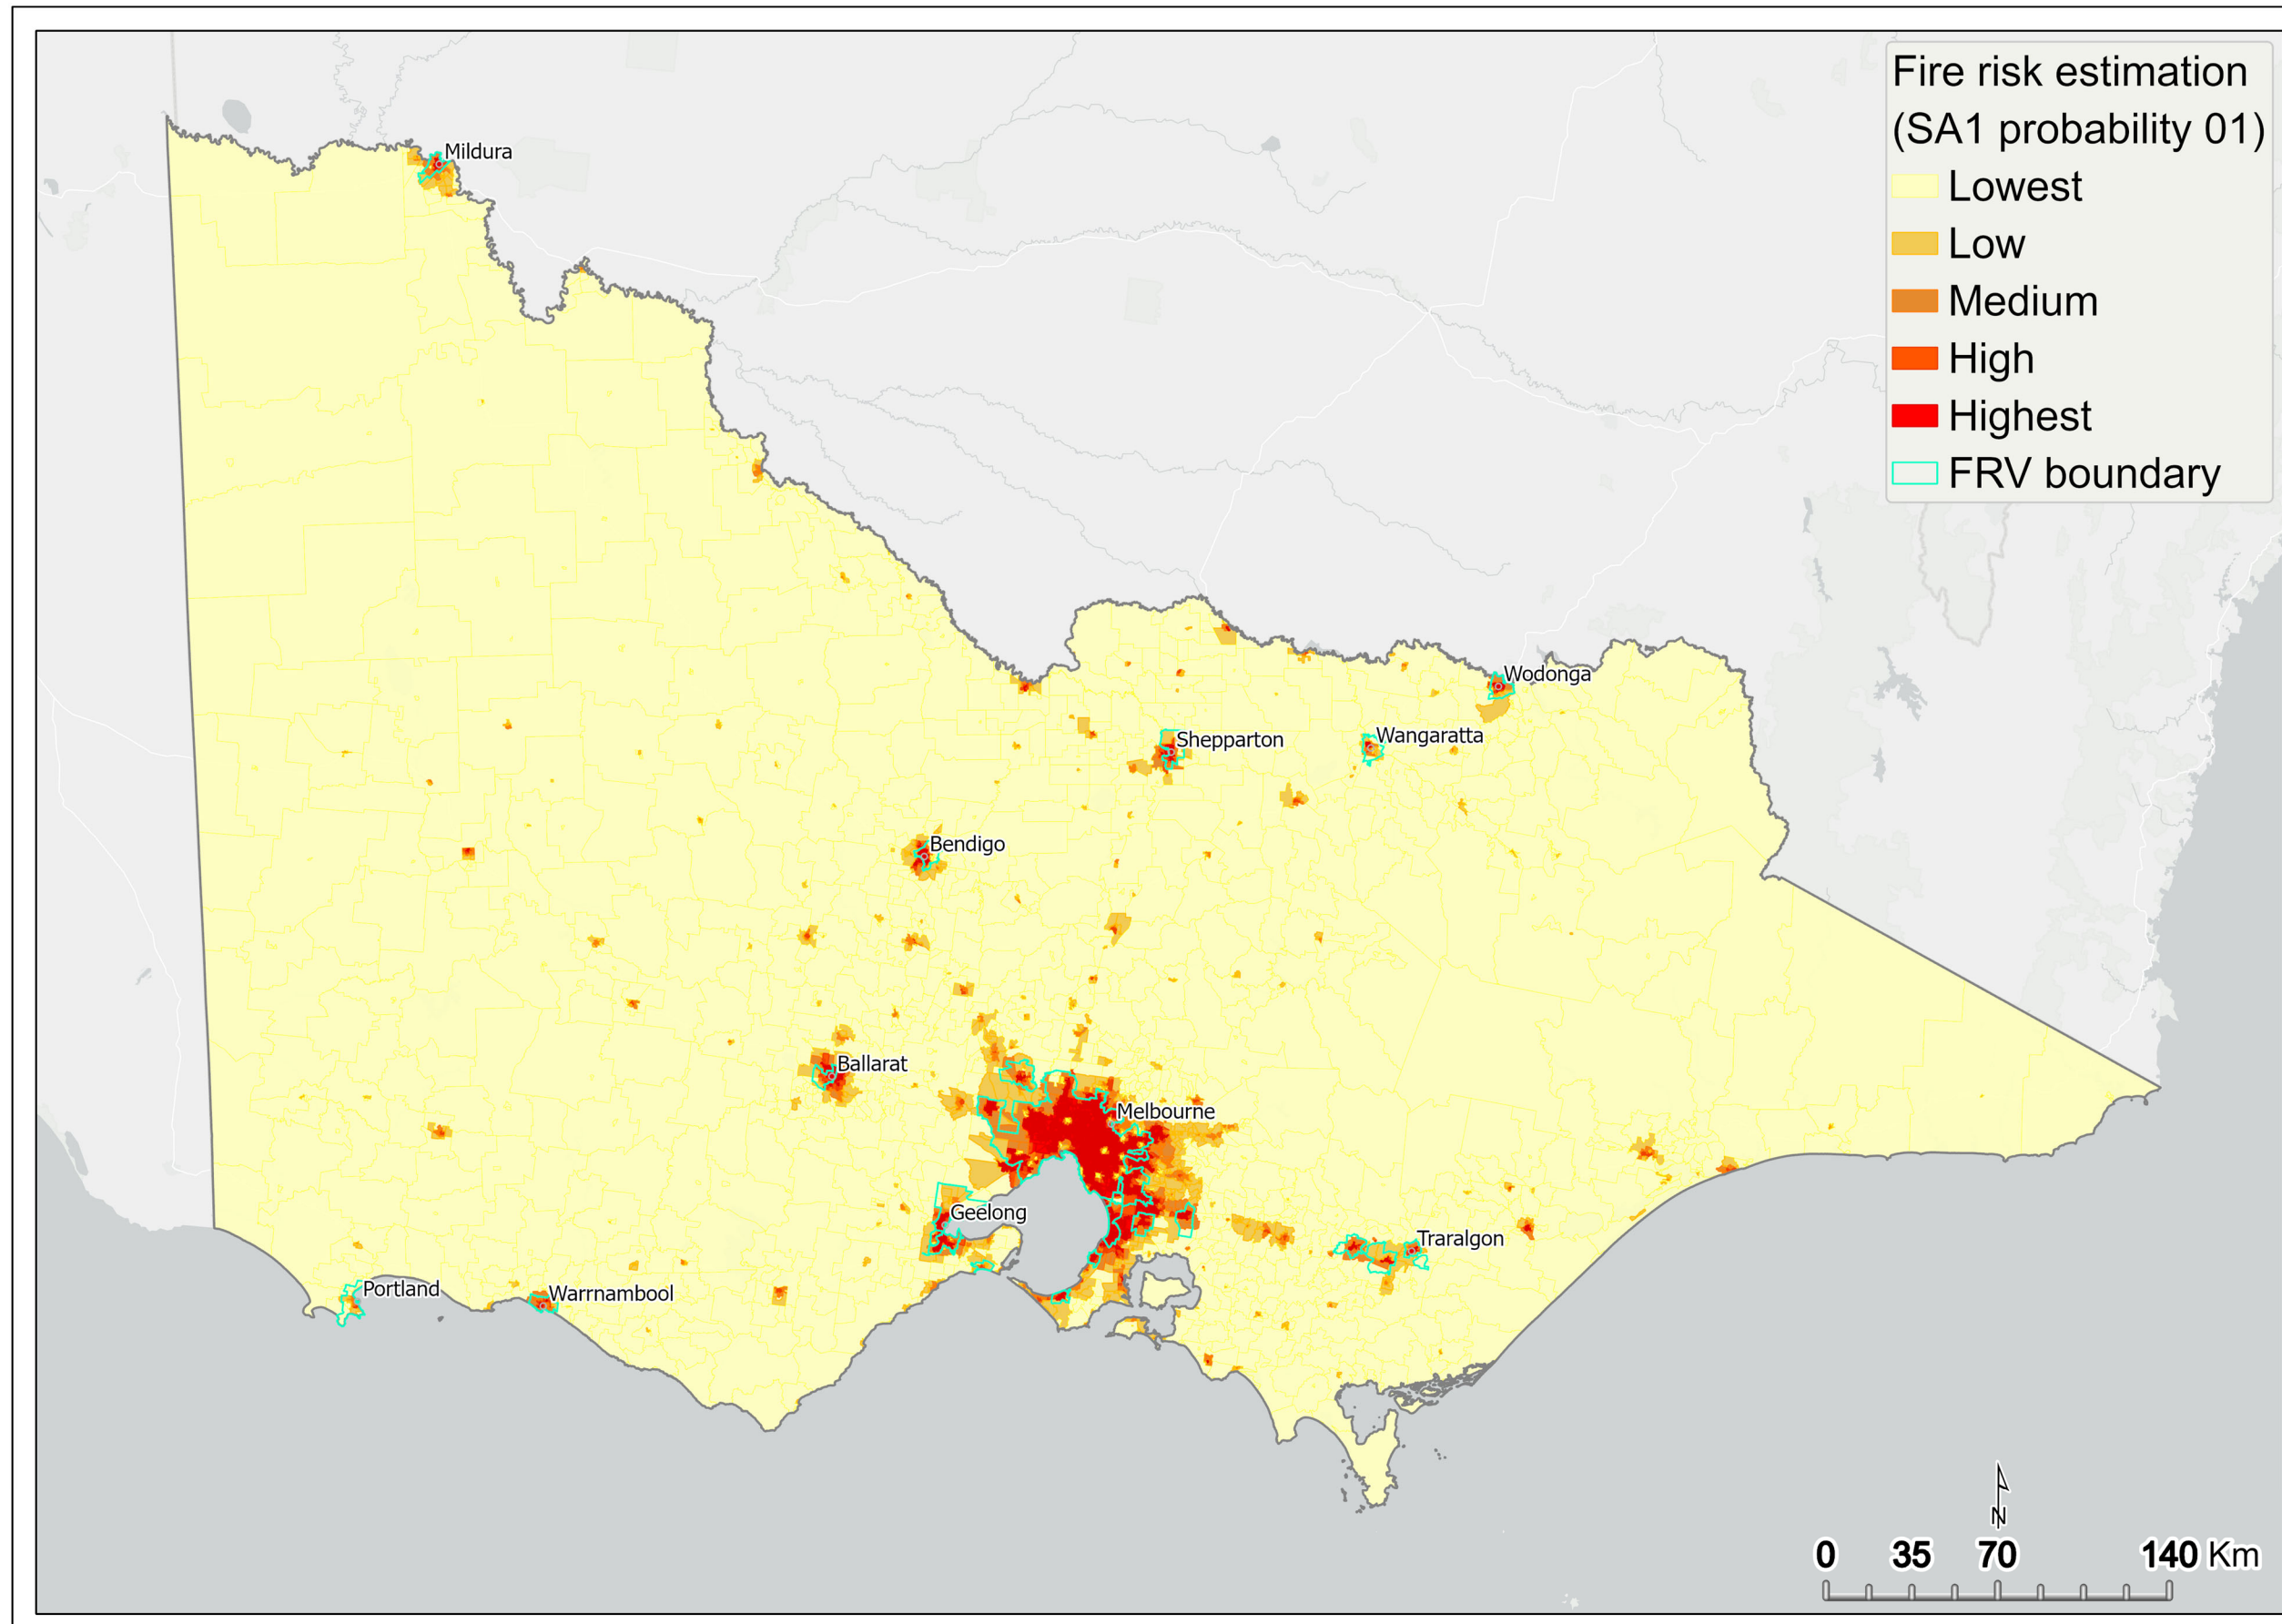 Fire risk estimation
(SA1 probability 01)
Lowest
Low
Medium
High
Highest
FRV boundary
Mildura
Wodonga
Wangaratta
Shepparton
Bendigo
Ballarat
Melbourne
Geelong
Traralgon
Portland
Warrnambool
N
0 35 70 140 Km